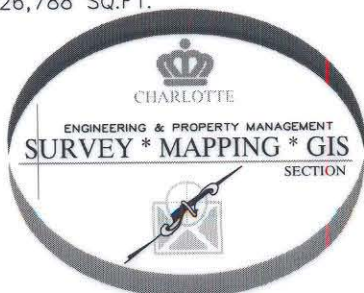 26,788 SQ.FT.
CHARLOTTE
ENGINEERING & PROPERTY MANAGEMENT
SURVEY * MAPPING * GIS
SECTION